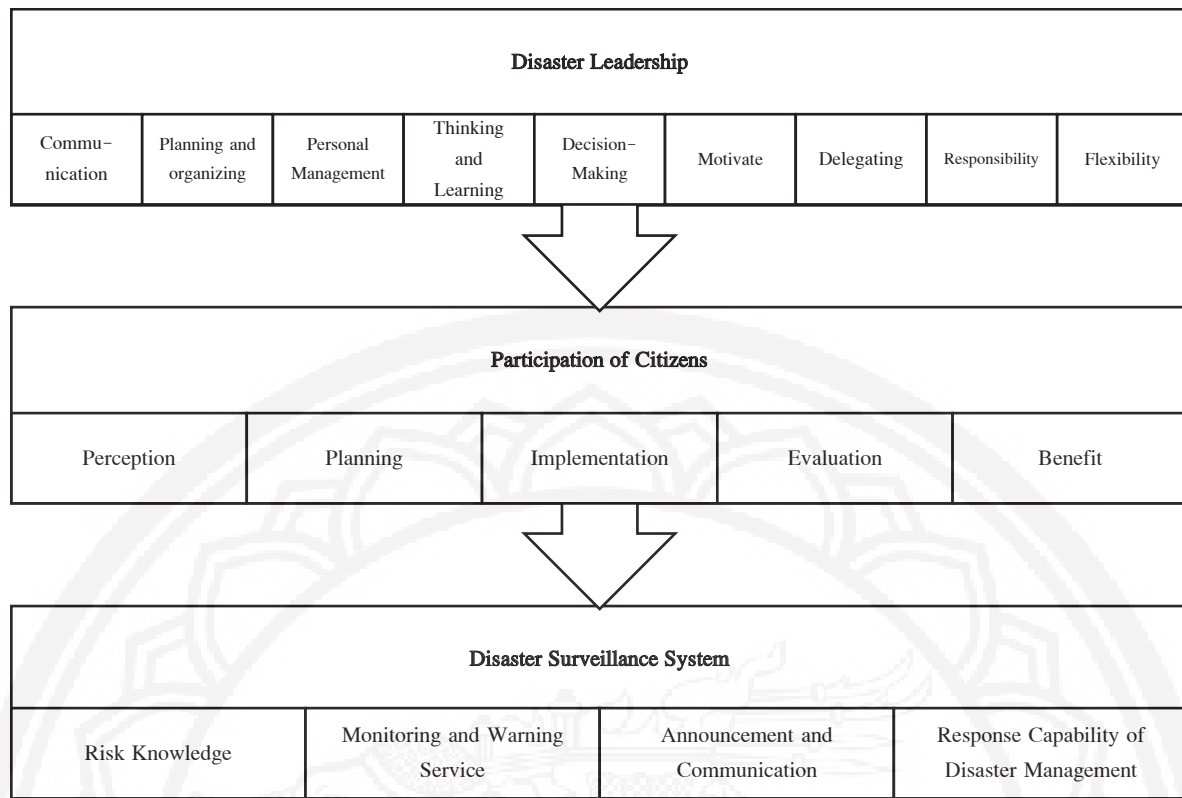 Disaster Leadership
Commu-
nication
Planning and
organizing
Personal
Management
Thinking
and
Learning
Decision-
Making
Motivate
Delegating
Responsibility
Flexibility
Participation of Citizens
Perception
Planning
Implementation
Evaluation
Benefit
Disaster Surveillance System
Risk Knowledge
Monitoring and Warning
Service
Announcement and
Communication
Response Capability of
Disaster Management